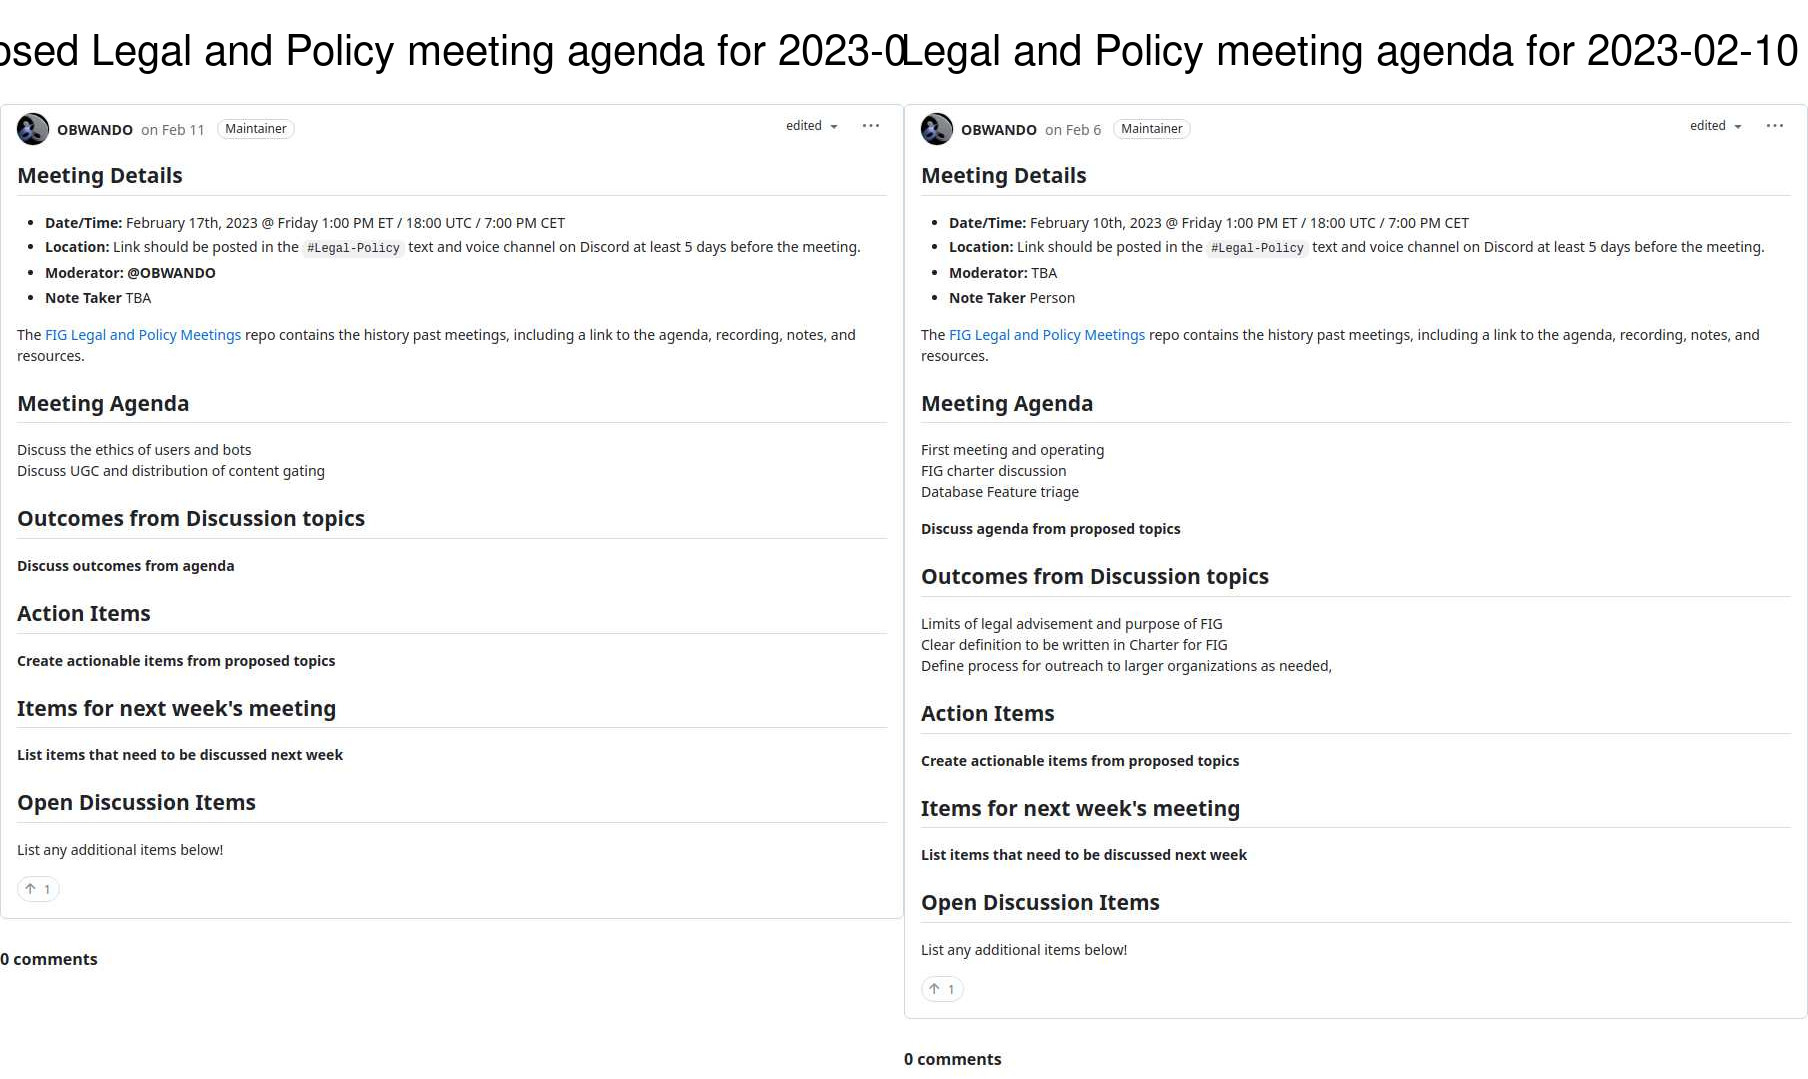 osed Legal and Policy meeting agenda for 2023-0
OBWANDO on Feb 11 Maintainer edited
Meeting Details
Date/Time: February 17th, 2023 @ Friday 1:00 PM ET / 18:00 UTC / 7:00 PM CET
Location: Link should be posted in the #Legal-Policy text and voice channel on Discord at least 5 days before the meeting.
Moderator: @OBWANDO
Note Taker TBA
The FIG Legal and Policy Meetings repo contains the history past meetings, including a link to the agenda, recording, notes, and
resources.
Meeting Agenda
Discuss the ethics of users and bots
Discuss UGC and distribution of content gating
Outcomes from Discussion topics
Discuss outcomes from agenda
Action Items
Create actionable items from proposed topics
Items for next week's meeting
List items that need to be discussed next week
Open Discussion Items
List any additional items below!
1
0 comments
Legal and Policy meeting agenda for 2023-02-10
OBWANDO on Feb 6 Maintainer edited
Meeting Details
Date/Time: February 10th, 2023 @ Friday 1:00 PM ET / 18:00 UTC / 7:00 PM CET
Location: Link should be posted in the #Legal-Policy text and voice channel on Discord at least 5 days before the meeting.
Moderator: TBA
Note Taker Person
The FIG Legal and Policy Meetings repo contains the history past meetings, including a link to the agenda, recording, notes, and
resources.
Meeting Agenda
First meeting and operating
FIG charter discussion
Database Feature triage
Discuss agenda from proposed topics
Outcomes from Discussion topics
Limits of legal advisement and purpose of FIG
Clear definition to be written in Charter for FIG
Define process for outreach to larger organizations as needed,
Action Items
Create actionable items from proposed topics
Items for next week's meeting
List items that need to be discussed next week
Open Discussion Items
List any additional items below!
1
0 comments